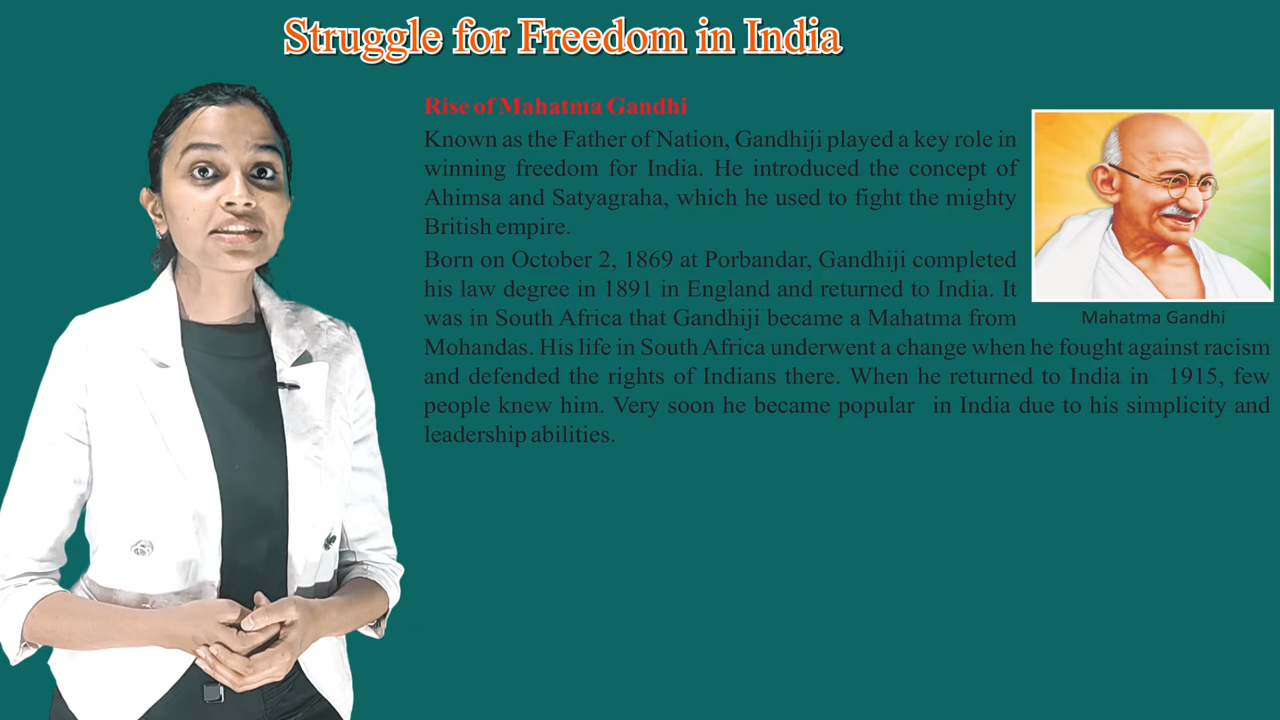 Struggle for Freedom in India
Rise of Mahatma Gandhi
Known as the Father of Nation, Gandhiji played a key role in
winning freedom for India. He introduced the concept of
Ahimsa and Satyagraha, which he used to fight the mighty
British empire.
Born on October 2, 1869 at Porbandar, Gandhiji completed
his law degree in 1891 in England and returned to India. It
was in South Africa that Gandhiji became a Mahatma from
Mohandas. His life in South Africa underwent a change when he fought against racism
and defended the rights of Indians there. When he returned to India in 1915, few
people knew him. Very soon he became popular in India due to his simplicity and
leadership abilities.
Mahatma Gandhi